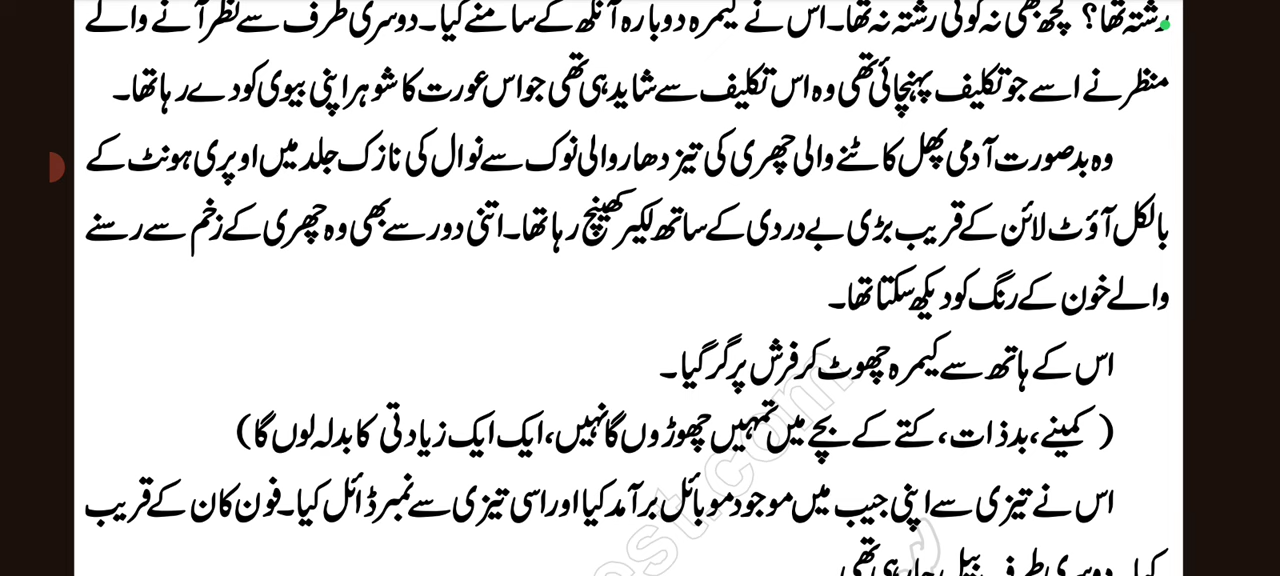 رشتہ تھا؟ کچھ بھی نہ کوئی رشتہ نہ تھا۔ اس نے کیمرہ دوبارہ آنکھ کے سامنے کیا۔ دوسری طرف سے نظر آنے والے
منظر نے اسے جو تکلیف پہنچائی تھی وہ اس تکلیف سے شاید ہی تھی جو اس عورت کا شوہر اپنی بیوی کو دے رہا تھا۔
وہ بدصورت آدمی پھل کاٹنے والی چھری کی تیز دھار والی نوک سے نوال کی نازک جلد میں اوپری ہونٹ کے
بالکل آؤٹ لائن کے قریب بڑی بے دردی کے ساتھ لکیر کھینچ رہا تھا۔ اتنی دور سے بھی وہ چھری کے زخم سے رسنے
والے خون کے رنگ کو دیکھ سکتا تھا۔
اس کے ہاتھ سے کیمرہ چھوٹ کر فرش پر گر گیا۔
( کمینے، بدذات، کتے کے بچے میں تمہیں چھوڑوں گا نہیں، ایک ایک زیادتی کا بدلہ لوں گا)
اس نے تیزی سے اپنی جیب میں موجود موبائل برآمد کیا اور اسی تیزی سے نمبر ڈائل کیا۔ فون کان کے قریب
کیا۔ دوسری طرف بیل جا رہی تھی